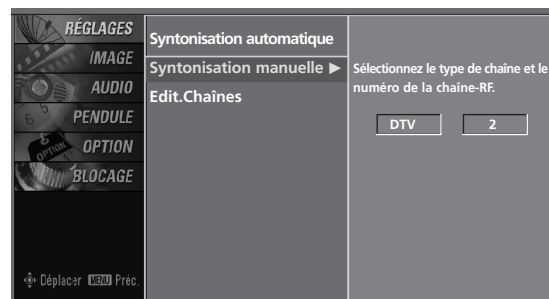 RÉGLAGES
IMAGE
AUDIO
PENDULE
OPTION
BLOCAGE
Déplacer MENU Préc.
Syntonisation automatique
Syntonisation manuelle ▶
Edit.Chaînes
Sélectionnez le type de chaîne et le
numéro de la chaîne-RF.
DTV 2